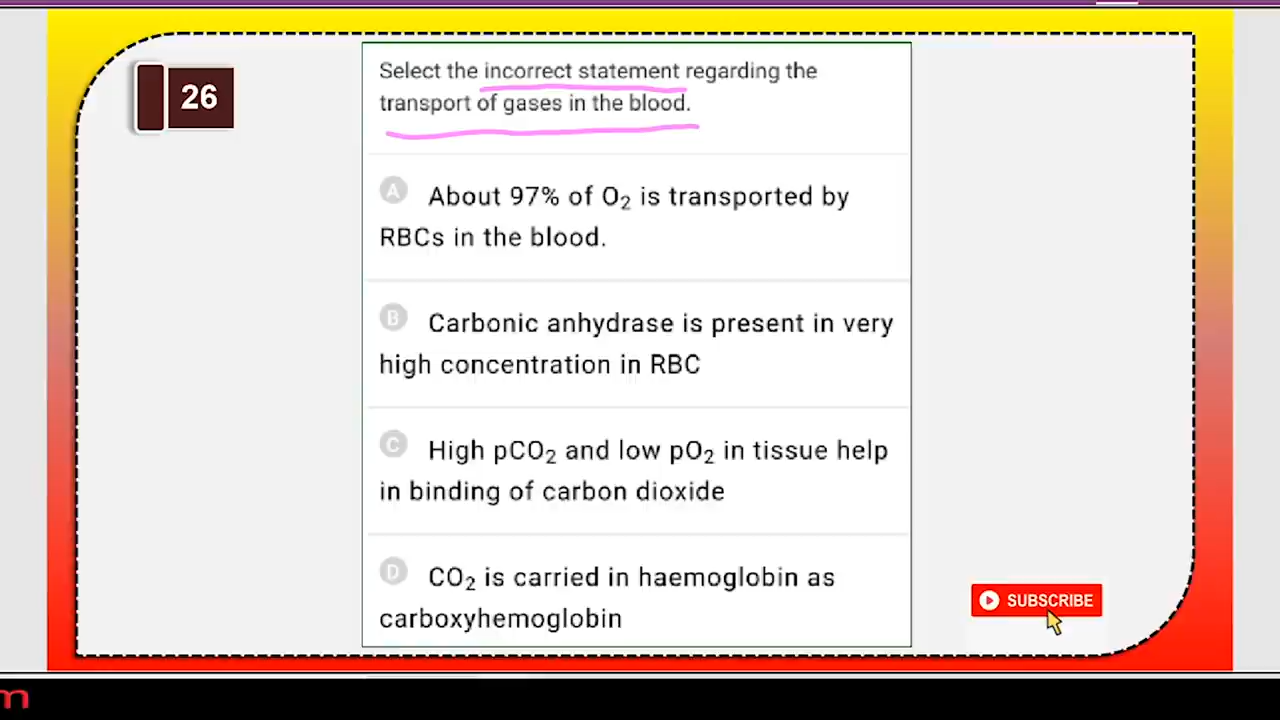 26
Select the incorrect statement regarding the
transport of gases in the blood.
A About 97% of O₂ is transported by
RBCs in the blood.
B Carbonic anhydrase is present in very
high concentration in RBC
C High pCO₂ and low pO₂ in tissue help
in binding of carbon dioxide
D CO₂ is carried in haemoglobin as
carboxyhemoglobin
SUBSCRIBE
m